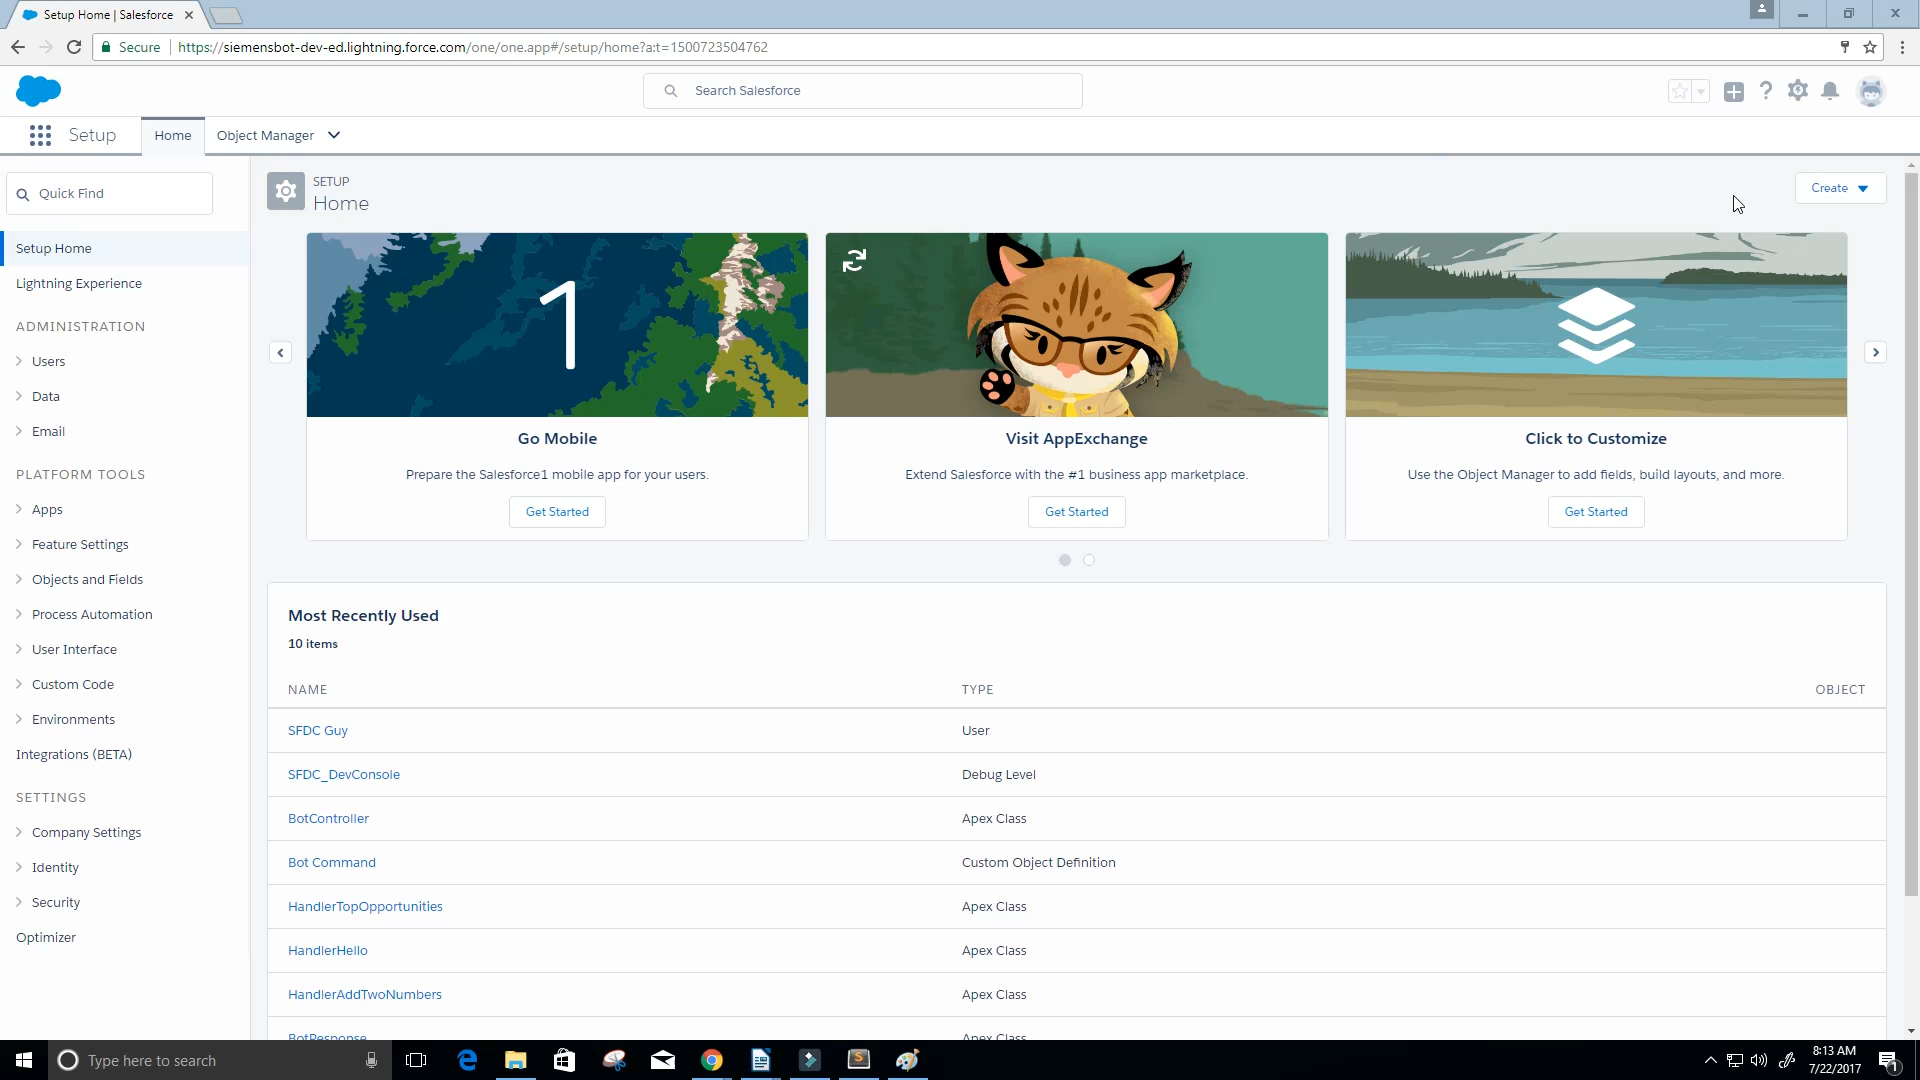 Setup Home | Salesforce
Secure https://siemensbot-dev-ed.lightning.force.com/one/one.app#/setup/home?a:t=1500723504762
Search Salesforce
Setup Home Object Manager
Quick Find
Setup Home
Lightning Experience
ADMINISTRATION
Users
Data
Email
PLATFORM TOOLS
Apps
Feature Settings
Objects and Fields
Process Automation
User Interface
Custom Code
Environments
Integrations (BETA)
SETTINGS
Company Settings
Identity
Security
Optimizer
SETUP
Home
Create
1
Go Mobile
Prepare the Salesforce1 mobile app for your users.
Get Started
Visit AppExchange
Extend Salesforce with the #1 business app marketplace.
Get Started
Click to Customize
Use the Object Manager to add fields, build layouts, and more.
Get Started
Most Recently Used
10 items
NAME TYPE OBJECT
SFDC Guy User
SFDC_DevConsole Debug Level
BotController Apex Class
Bot Command Custom Object Definition
HandlerTopOpportunities Apex Class
HandlerHello Apex Class
HandlerAddTwoNumbers Apex Class
BotResponse Apex Class
Type here to search
8:13 AM
7/22/2017
1